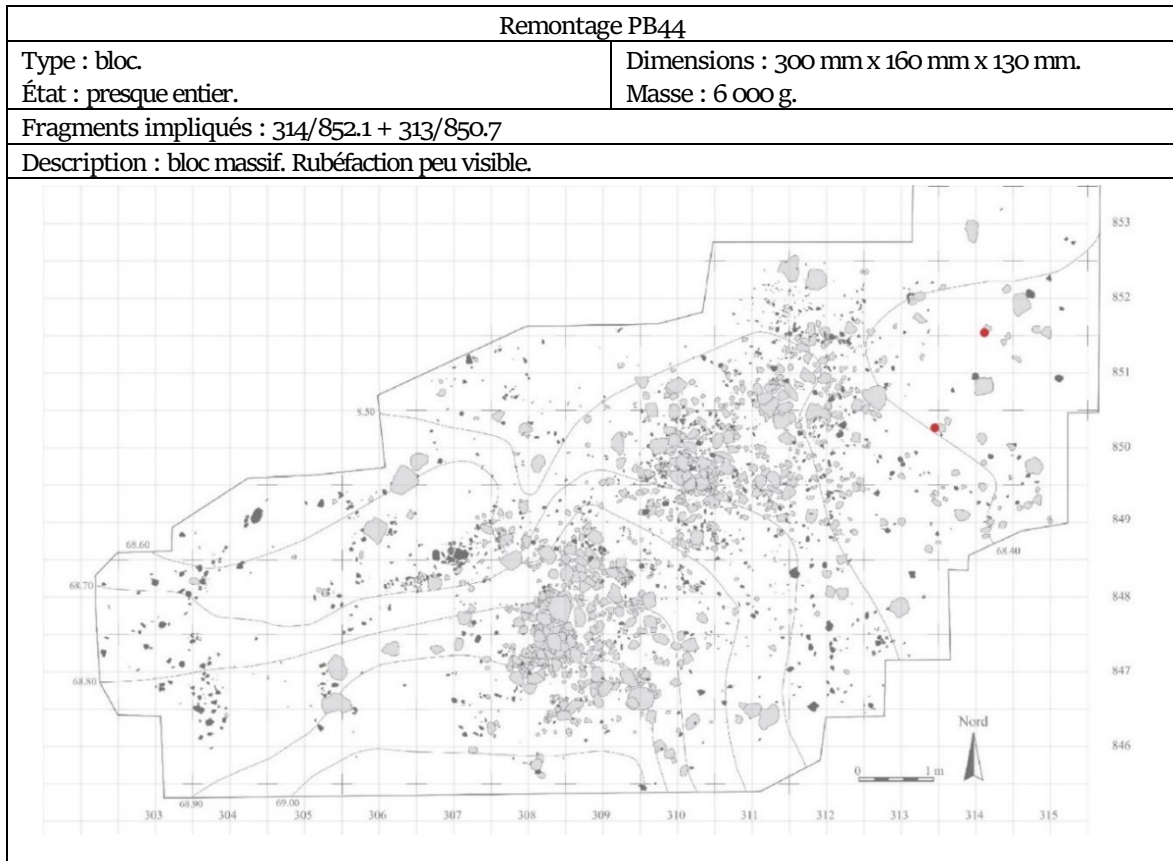 Remontage PB44
Type : bloc.
État : presque entier.
Dimensions : 300 mm x 160 mm x 130 mm.
Masse : 6 000 g.
Fragments impliqués : 314/852.1 + 313/850.7
Description : bloc massif. Rubéfaction peu visible.
853
852
851
8.50
850
849
68.60
68.40
68.70
848
847
68.80
Nord
846
0 1 m
68.90 69.00
303 304 305 306 307 308 309 310 311 312 313 314 315